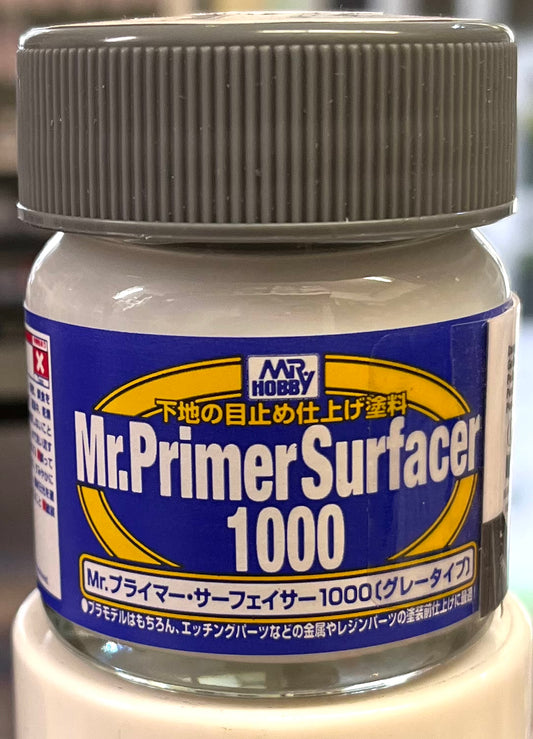 MR
HOBBY
下地の目止め仕上げ塗料
Mr.Primer Surfacer
1000
Mr.プライマー・サーフェイサー1000(グレータイプ)
●プラモデルはもちろん、エッチングパーツなどの金属やレジンパーツの塗装前仕上げに最適!